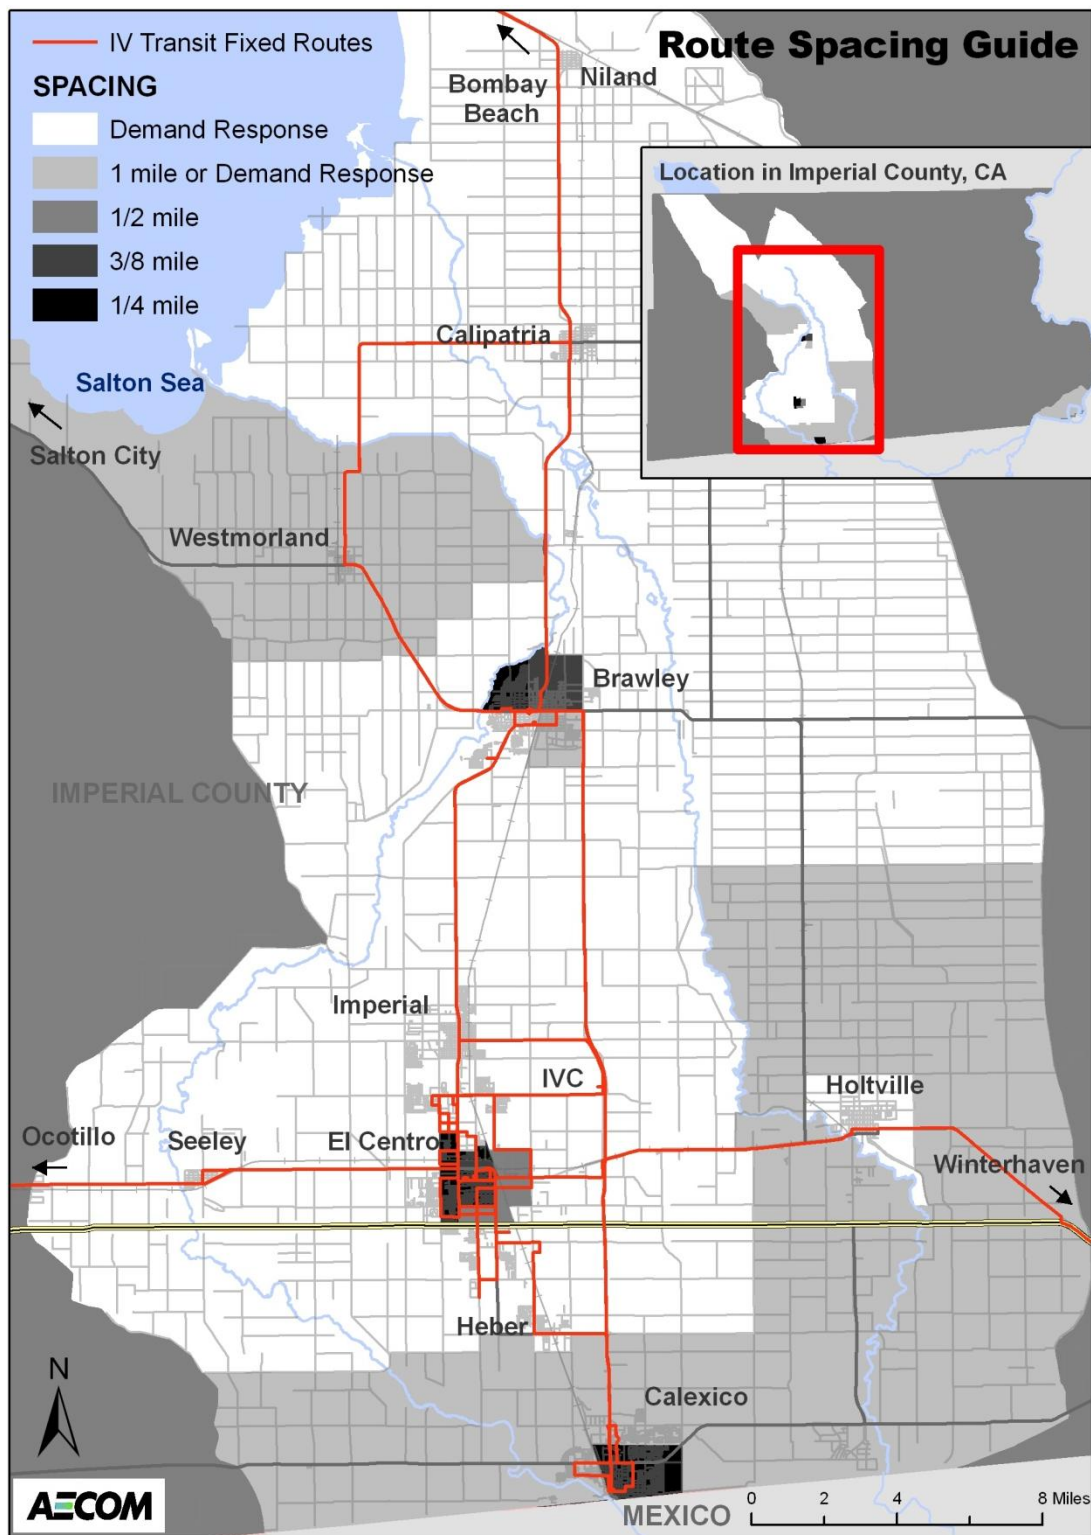 IV Transit Fixed Routes
Route Spacing Guide
SPACING
Demand Response
1 mile or Demand Response
1/2 mile
3/8 mile
1/4 mile
Bombay
Beach
Niland
Location in Imperial County, CA
Calipatria
Salton Sea
Salton City
Westmorland
Brawley
IMPERIAL COUNTY
Imperial
IVC
Holtville
Ocotillo
Seeley
El Centro
Winterhaven
Heber
N
Calexico
AECOM
MEXICO
0 2 4 8 Miles